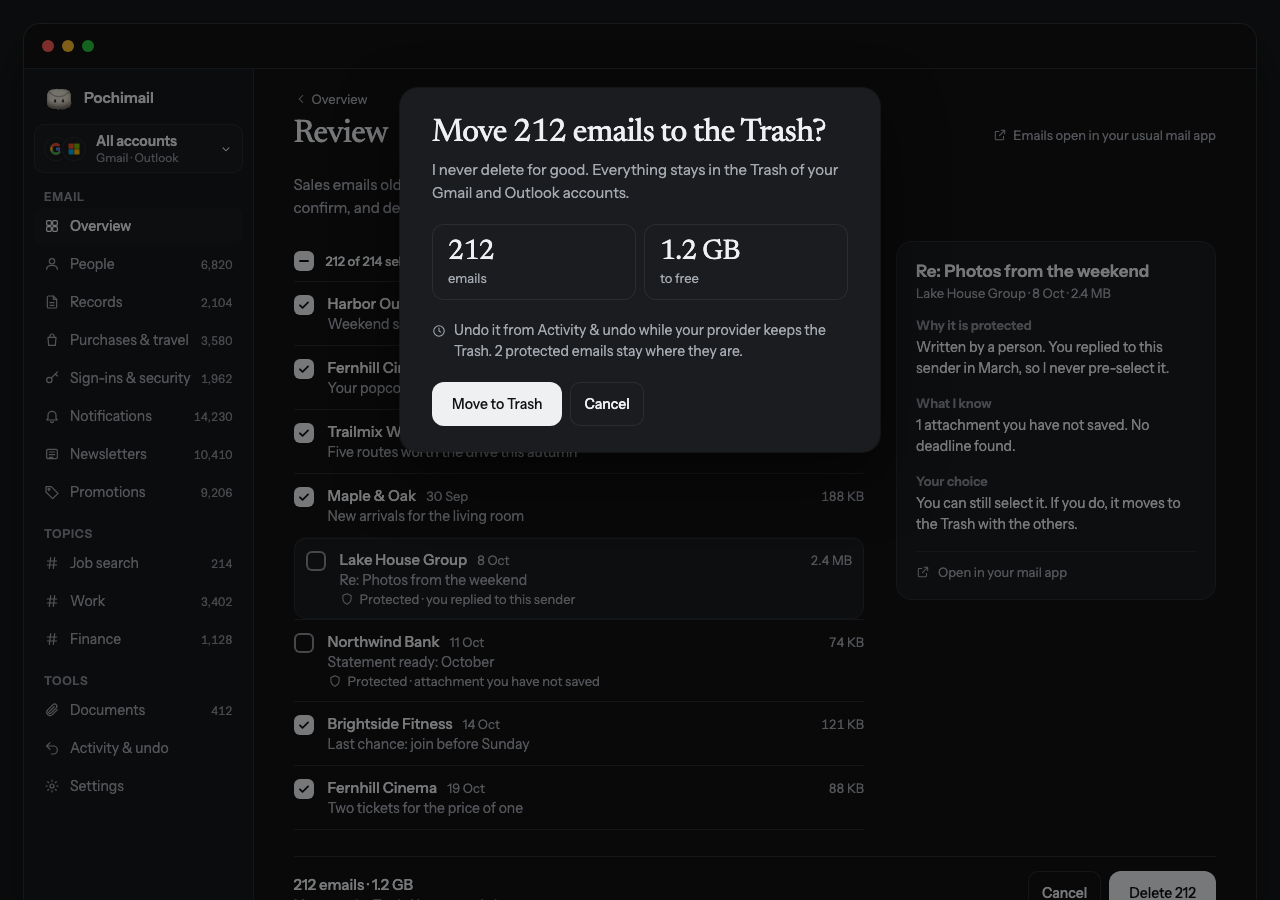 Pochimail
All accounts
Gmail · Outlook
EMAIL
Overview
People 6,820
Records 2,104
Purchases & travel 3,580
Sign-ins & security 1,962
Notifications 14,230
Newsletters 10,410
Promotions 9,206
TOPICS
# Job search 214
# Work 3,402
# Finance 1,128
TOOLS
Documents 412
Activity & undo
Settings
Overview
Review
Emails open in your usual mail app
Sales emails old
confirm, and de
212 of 214 sel
Harbor Ou
Weekend s
Fernhill Ci
Your popco
Trailmix W
Five routes worth the drive this autumn
Maple & Oak 30 Sep 188 KB
New arrivals for the living room
Lake House Group 8 Oct 2.4 MB
Re: Photos from the weekend
Protected · you replied to this sender
Northwind Bank 11 Oct 74 KB
Statement ready: October
Protected · attachment you have not saved
Brightside Fitness 14 Oct 121 KB
Last chance: join before Sunday
Fernhill Cinema 19 Oct 88 KB
Two tickets for the price of one
212 emails · 1.2 GB
Cancel
Delete 212
Move 212 emails to the Trash?
I never delete for good. Everything stays in the Trash of your
Gmail and Outlook accounts.
212
emails
1.2 GB
to free
Undo it from Activity & undo while your provider keeps the
Trash. 2 protected emails stay where they are.
Move to Trash
Cancel
Re: Photos from the weekend
Lake House Group · 8 Oct · 2.4 MB
Why it is protected
Written by a person. You replied to this
sender in March, so I never pre-select it.
What I know
1 attachment you have not saved. No
deadline found.
Your choice
You can still select it. If you do, it moves to
the Trash with the others.
Open in your mail app